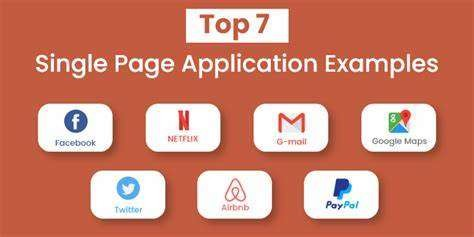 Top 7
Single Page Application Examples
Facebook
NETFLIX
G-mail
Google Maps
Twitter
Airbnb
PayPal